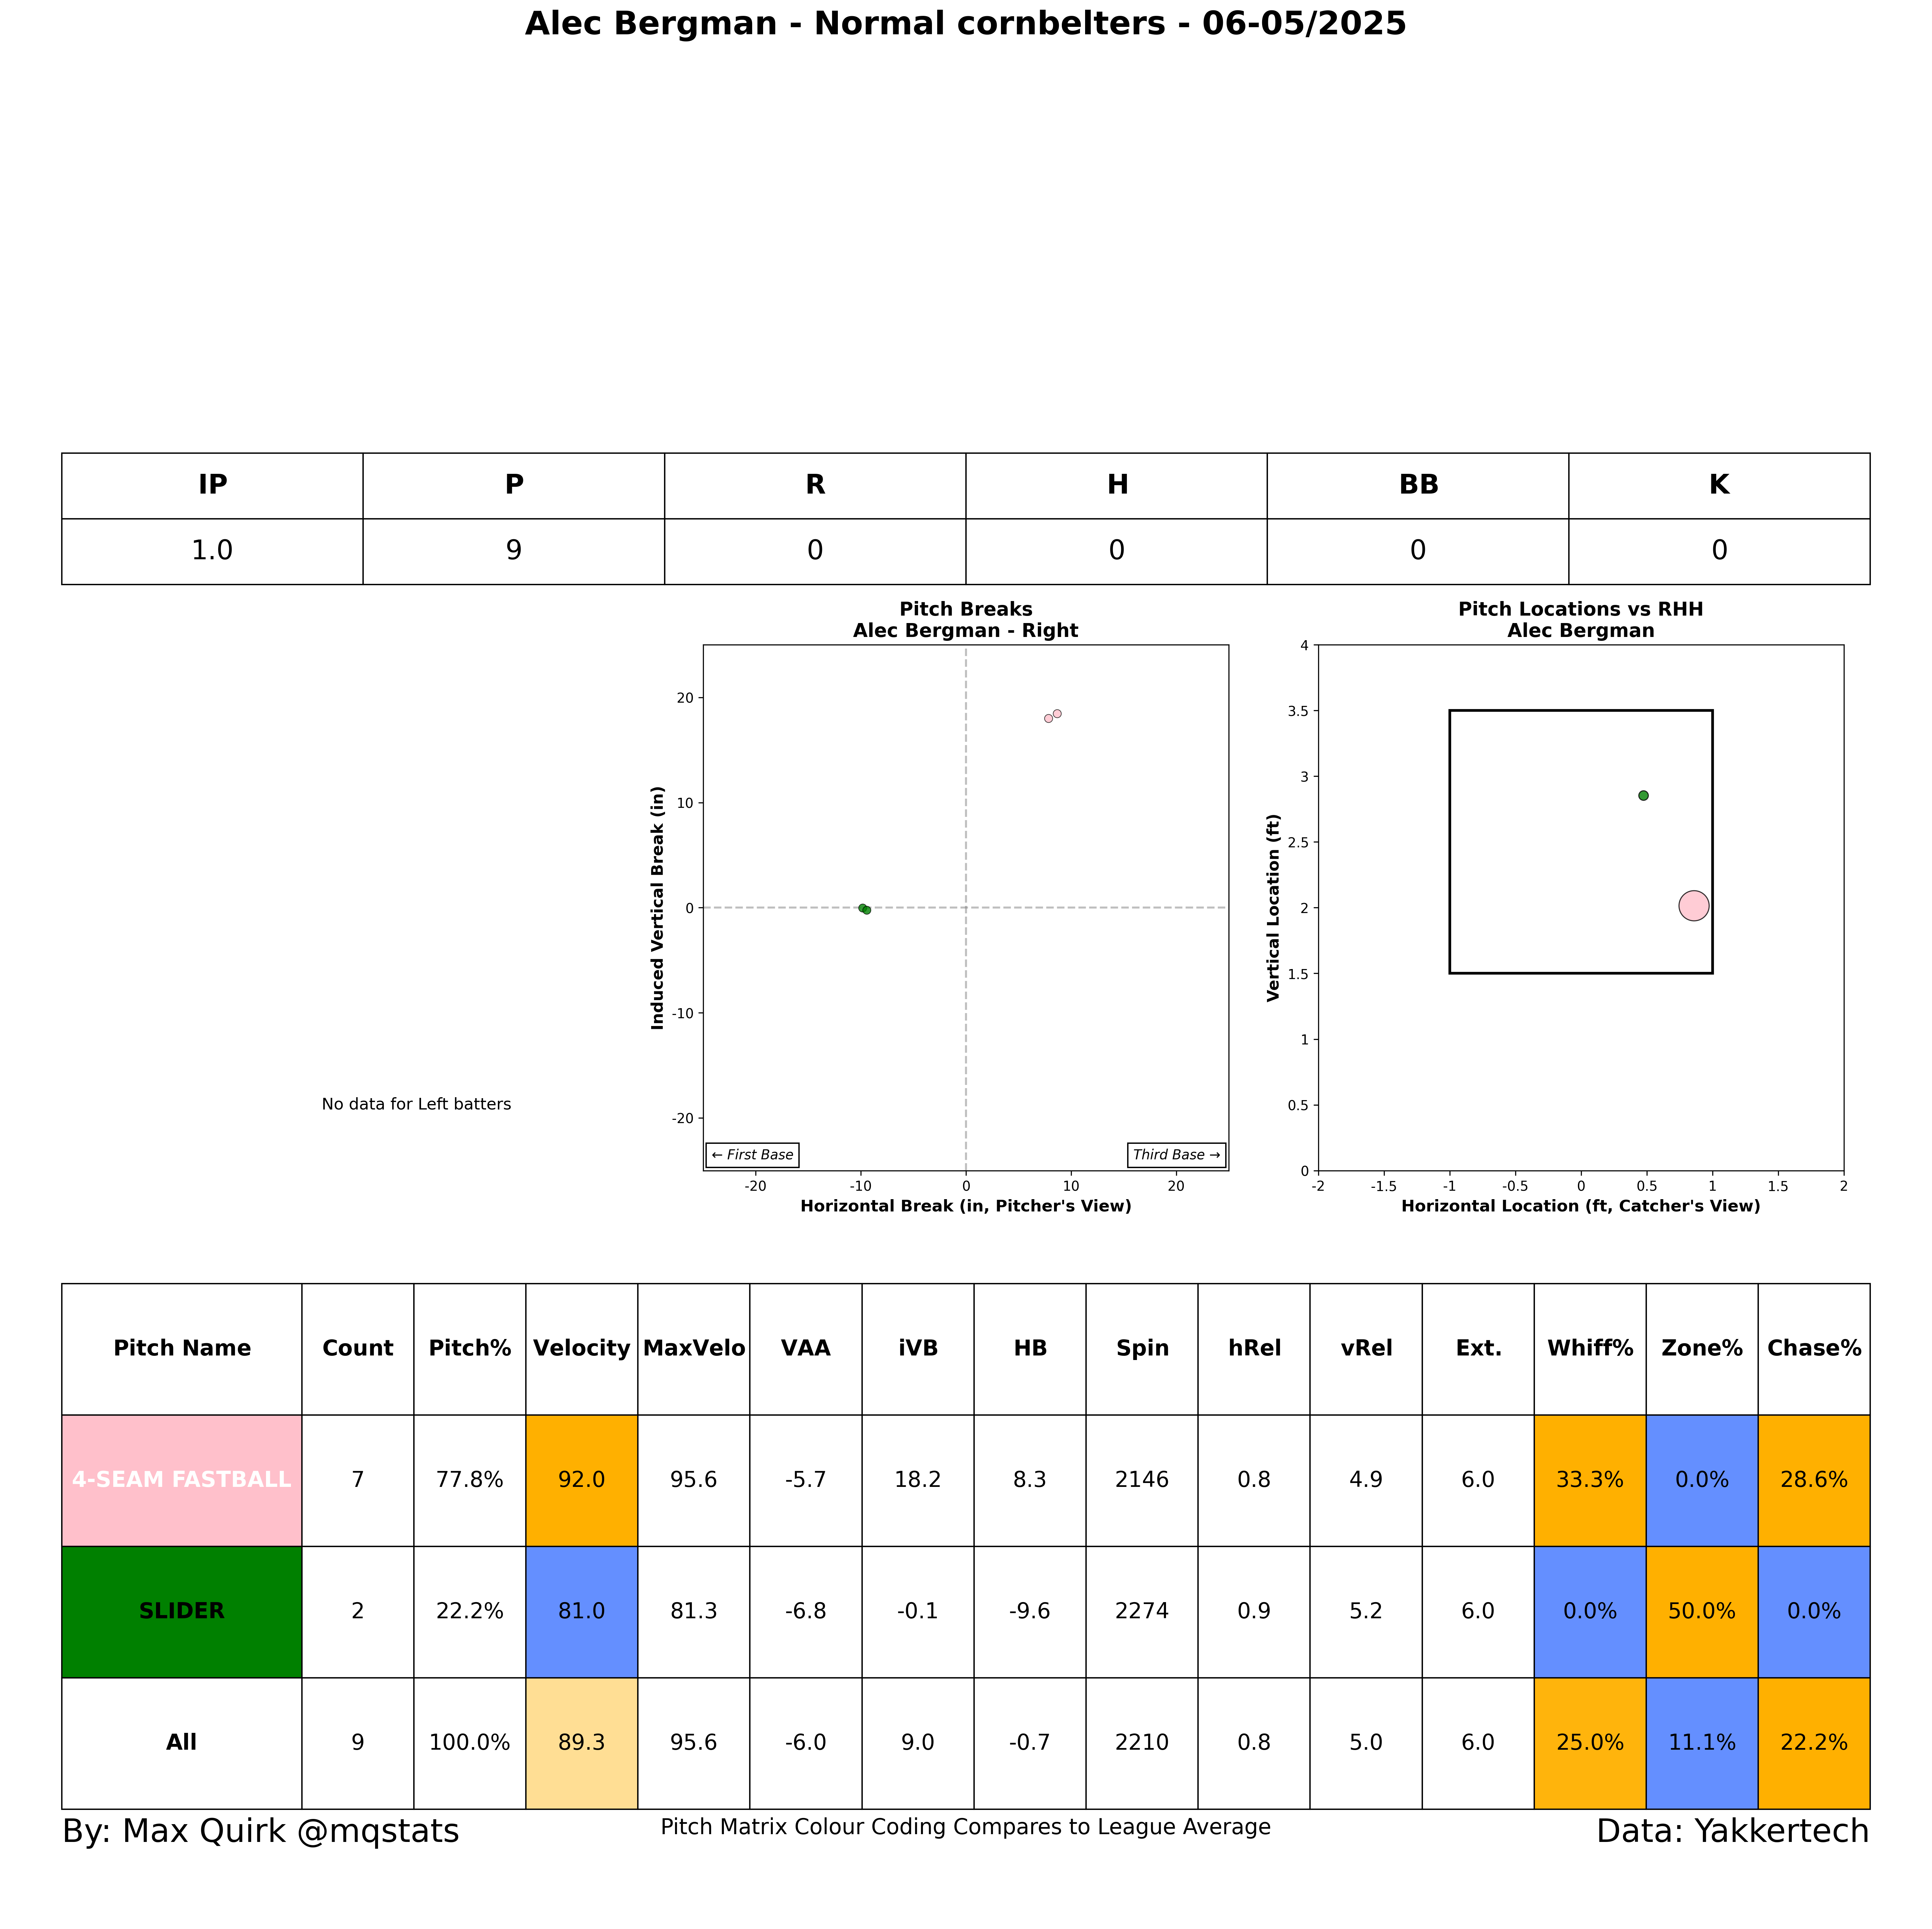 Alec Bergman - Normal cornbelters - 06-05/2025
IP P R H BB K
1.0 9 0 0 0 0
No data for Left batters
Pitch Breaks
Alec Bergman - Right
Induced Vertical Break (in)
20
10
0
-10
-20
← First Base
Third Base →
-20 -10 0 10 20
Horizontal Break (in, Pitcher's View)
Pitch Locations vs RHH
Alec Bergman
Vertical Location (ft)
4
3.5
3
2.5
2
1.5
1
0.5
0
-2 -1.5 -1 -0.5 0 0.5 1 1.5 2
Horizontal Location (ft, Catcher's View)
Pitch Name Count Pitch% Velocity MaxVelo VAA iVB HB Spin hRel vRel Ext. Whiff% Zone% Chase%
4-SEAM FASTBALL 7 77.8% 92.0 95.6 -5.7 18.2 8.3 2146 0.8 4.9 6.0 33.3% 0.0% 28.6%
SLIDER 2 22.2% 81.0 81.3 -6.8 -0.1 -9.6 2274 0.9 5.2 6.0 0.0% 50.0% 0.0%
All 9 100.0% 89.3 95.6 -6.0 9.0 -0.7 2210 0.8 5.0 6.0 25.0% 11.1% 22.2%
By: Max Quirk @mqstats
Pitch Matrix Colour Coding Compares to League Average
Data: Yakkertech